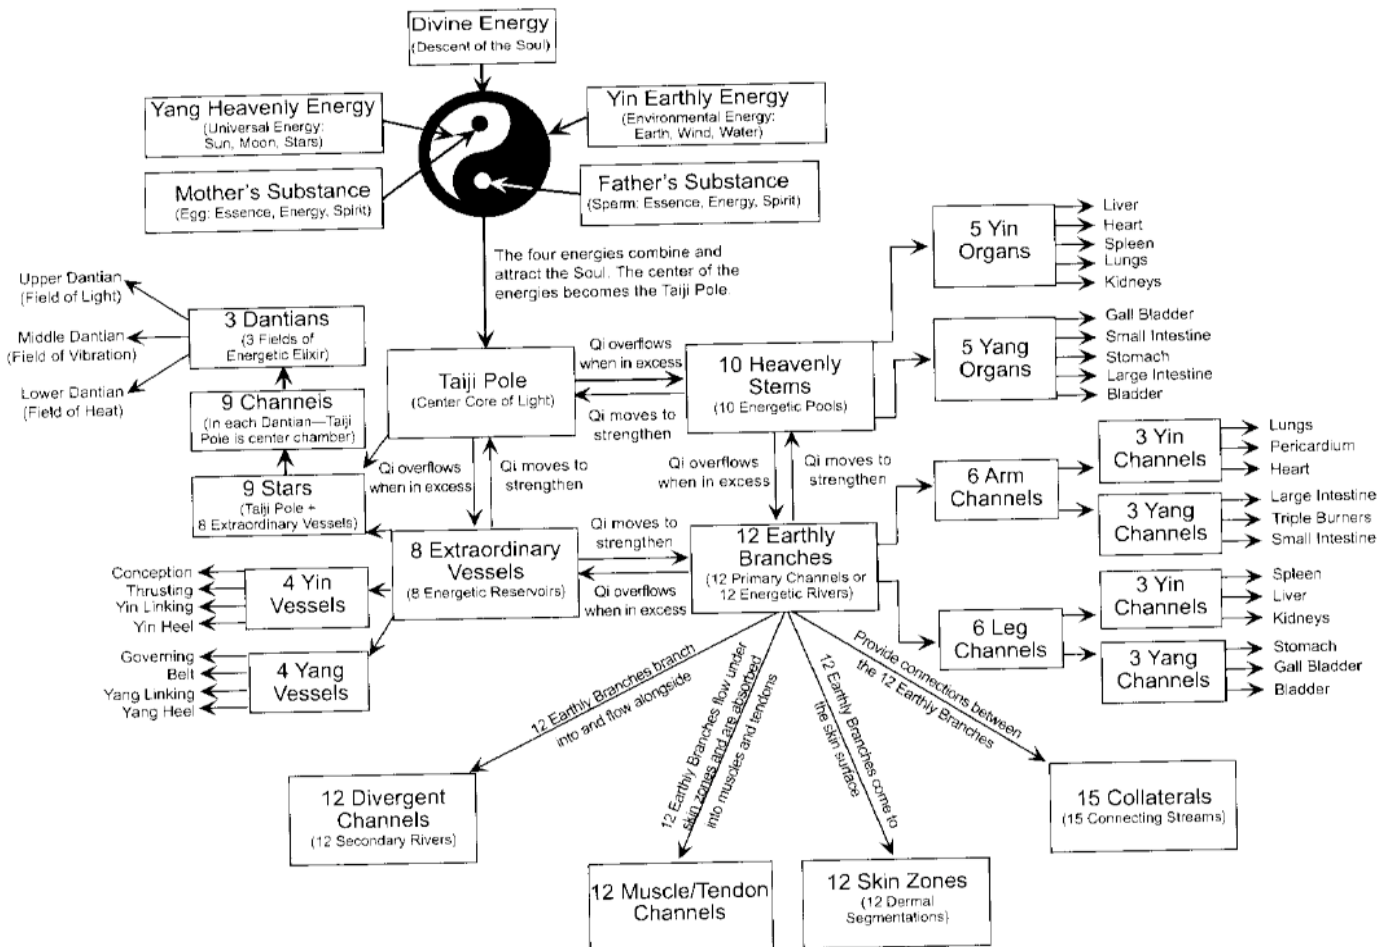 Divine Energy
(Descent of the Soul)
Yang Heavenly Energy
(Universal Energy:
Sun, Moon, Stars)
Yin Earthly Energy
(Environmental Energy:
Earth, Wind, Water)
Mother's Substance
(Egg: Essence, Energy, Spirit)
Father's Substance
(Sperm: Essence, Energy, Spirit)
The four energies combine and
attract the Soul. The center of the
energies becomes the Taiji Pole.
Upper Dantian
(Field of Light)
Middle Dantian
(Field of Vibration)
Lower Dantian
(Field of Heat)
3 Dantians
(3 Fields of
Energetic Elixir)
9 Channels
(In each Dantian—Taiji
Pole is center chamber)
9 Stars
(Taiji Pole +
8 Extraordinary Vessels)
Taiji Pole
(Center Core of Light)
Qi overflows
when in excess
Qi moves to
strengthen
10 Heavenly
Stems
(10 Energetic Pools)
5 Yin
Organs
Liver
Heart
Spleen
Lungs
Kidneys
5 Yang
Organs
Gall Bladder
Small Intestine
Stomach
Large Intestine
Bladder
Qi overflows
when in excess
Qi moves to
strengthen
Qi overflows
when in excess
Qi moves to
strengthen
8 Extraordinary
Vessels
(8 Energetic Reservoirs)
Qi moves to
strengthen
Qi overflows
when in excess
12 Earthly
Branches
(12 Primary Channels or
12 Energetic Rivers)
6 Arm
Channels
3 Yin
Channels
Lungs
Pericardium
Heart
3 Yang
Channels
Large Intestine
Triple Burners
Small Intestine
6 Leg
Channels
3 Yin
Channels
Spleen
Liver
Kidneys
3 Yang
Channels
Stomach
Gall Bladder
Bladder
4 Yin
Vessels
Conception
Thrusting
Yin Linking
Yin Heel
4 Yang
Vessels
Governing
Belt
Yang Linking
Yang Heel
12 Earthly Branches branch
into and flow alongside
12 Earthly Branches flow under
skin zones and are absorbed
into muscles and tendons
12 Earthly Branches come to
the skin surface
Provide connections between
the 12 Earthly Branches
12 Divergent
Channels
(12 Secondary Rivers)
12 Muscle/Tendon
Channels
12 Skin Zones
(12 Dermal
Segmentations)
15 Collaterals
(15 Connecting Streams)